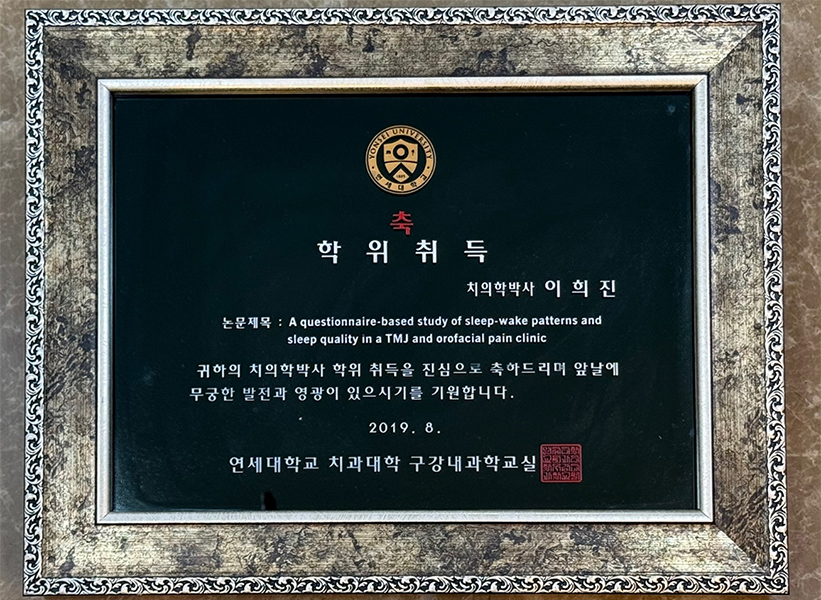 YONSEI UNIVERSITY
연세대학교
축
학위취득
치의학박사 이희진
논문제목 : A questionnaire-based study of sleep-wake patterns and
sleep quality in a TMJ and orofacial pain clinic
귀하의 치의학박사 학위 취득을 진심으로 축하드리며 앞날에
무궁한 발전과 영광이 있으시기를 기원합니다.
2019. 8.
연세대학교 치과대학 구강내과학교실